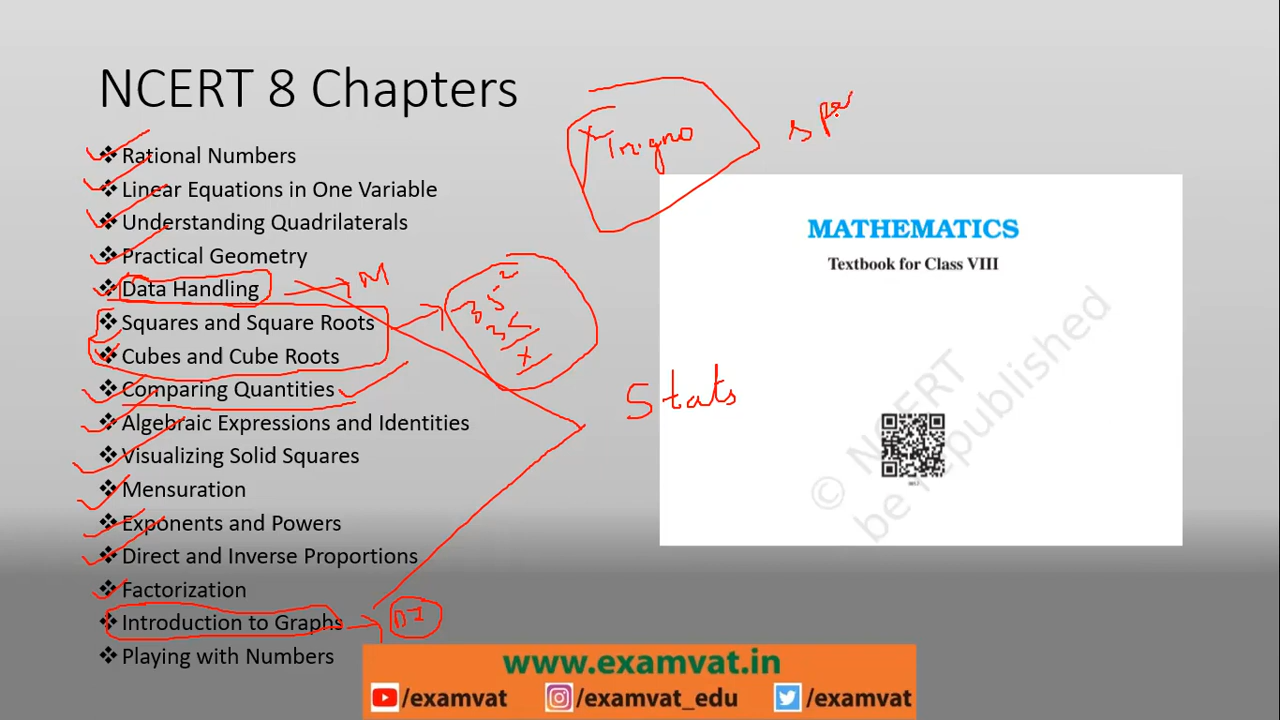 NCERT 8 Chapters
Trigno
❖ Rational Numbers
❖ Linear Equations in One Variable
❖ Understanding Quadrilaterals
❖ Practical Geometry
❖ Data Handling
❖ Squares and Square Roots
❖ Cubes and Cube Roots
❖ Comparing Quantities
❖ Algebraic Expressions and Identities
❖ Visualizing Solid Squares
❖ Mensuration
❖ Exponents and Powers
❖ Direct and Inverse Proportions
❖ Factorization
❖ Introduction to Graphs
❖ Playing with Numbers
M
DI
Stats
MATHEMATICS
Textbook for Class VIII
© NCERT
be republished
www.examvat.in
/examvat
/examvat_edu
/examvat